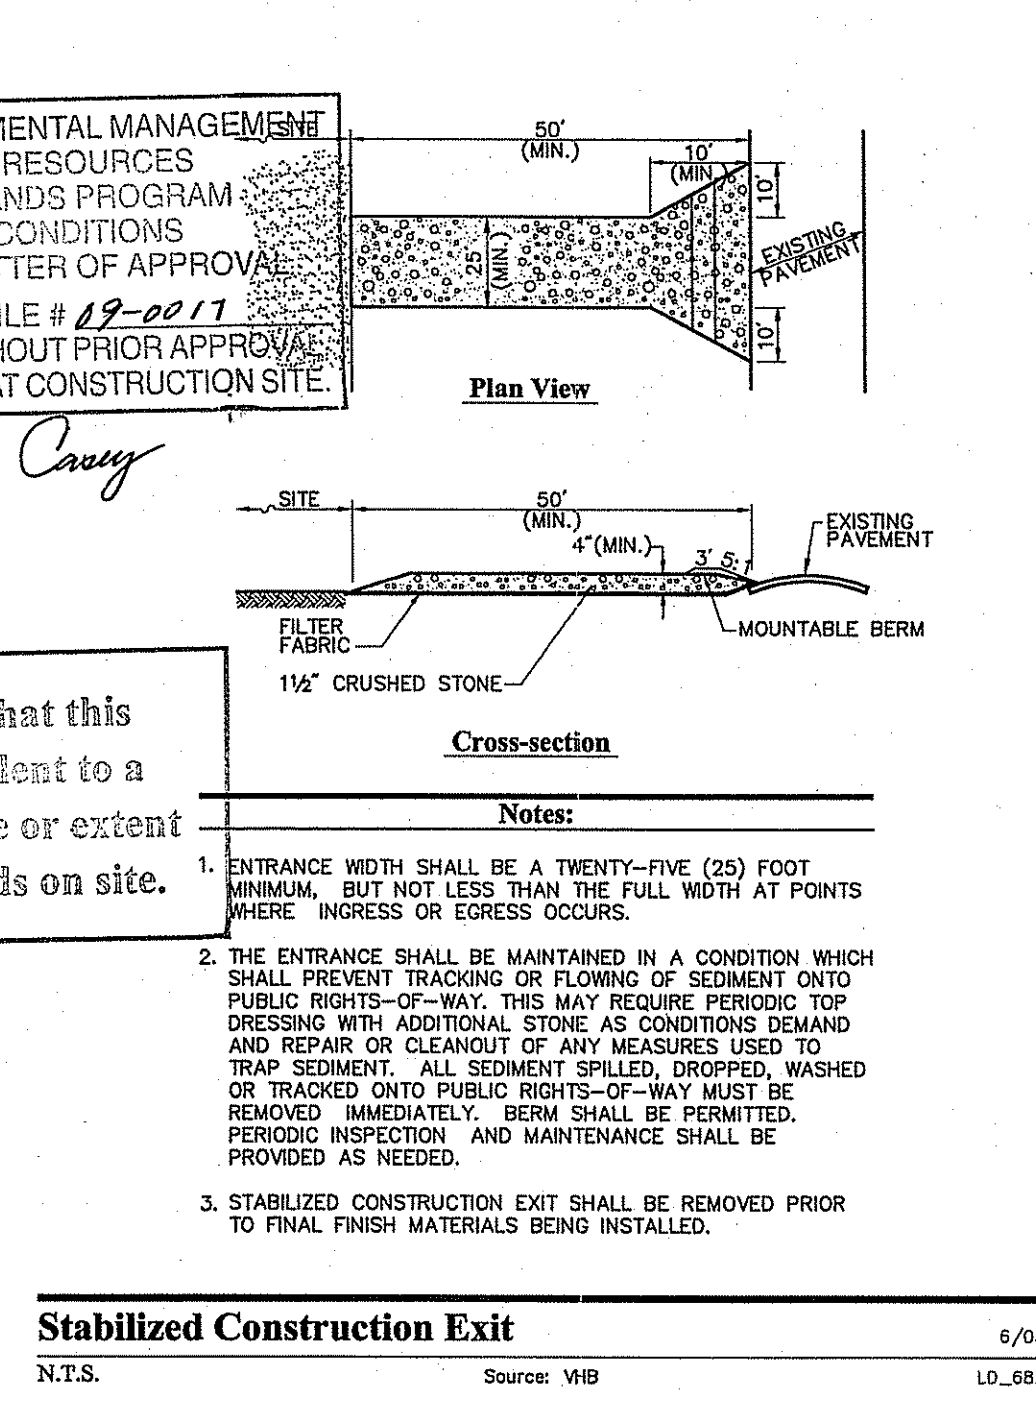 MENTAL MANAGEMENT
RESOURCES
ANDS PROGRAM
CONDITIONS
TTER OF APPROVAL
ILE # 09-0017
HOUT PRIOR APPROVAL
AT CONSTRUCTION SITE.
Casey
SITE
50'
(MIN.)
10'
(MIN.)
10'
25'
(MIN.)
EXISTING
PAVEMENT
10'
Plan View
SITE
50'
(MIN.)
4"(MIN.)
3' 5:1
EXISTING
PAVEMENT
FILTER
FABRIC
MOUNTABLE BERM
1½" CRUSHED STONE
Cross-section
hat this
lent to a
e or extent
ds on site.
Notes:
1. ENTRANCE WIDTH SHALL BE A TWENTY-FIVE (25) FOOT
MINIMUM, BUT NOT LESS THAN THE FULL WIDTH AT POINTS
WHERE INGRESS OR EGRESS OCCURS.
2. THE ENTRANCE SHALL BE MAINTAINED IN A CONDITION WHICH
SHALL PREVENT TRACKING OR FLOWING OF SEDIMENT ONTO
PUBLIC RIGHTS-OF-WAY. THIS MAY REQUIRE PERIODIC TOP
DRESSING WITH ADDITIONAL STONE AS CONDITIONS DEMAND
AND REPAIR OR CLEANOUT OF ANY MEASURES USED TO
TRAP SEDIMENT. ALL SEDIMENT SPILLED, DROPPED, WASHED
OR TRACKED ONTO PUBLIC RIGHTS-OF-WAY MUST BE
REMOVED IMMEDIATELY. BERM SHALL BE PERMITTED.
PERIODIC INSPECTION AND MAINTENANCE SHALL BE
PROVIDED AS NEEDED.
3. STABILIZED CONSTRUCTION EXIT SHALL BE REMOVED PRIOR
TO FINAL FINISH MATERIALS BEING INSTALLED.
Stabilized Construction Exit
6/0
N.T.S.
Source: VHB
LD_68